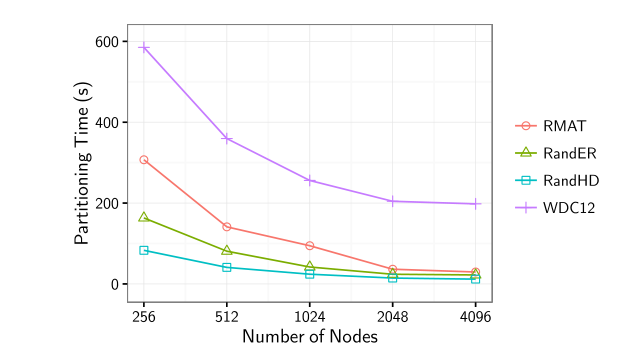 Partitioning Time (s)
600
400
200
0
256 512 1024 2048 4096
Number of Nodes
RMAT
RandER
RandHD
WDC12